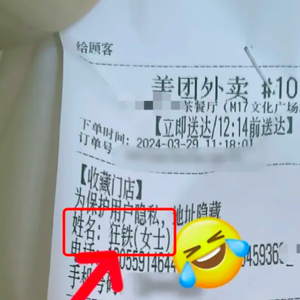 给顾客
美团外卖 #10
茶餐厅 (M17文化广场
【立即送达/12:14前送达】
下单时间: 2024-03-29 11:18:01
订单号
【收藏门店】
为保护用户隐私,地址隐藏
姓名: 狂铁(女士)
手机号